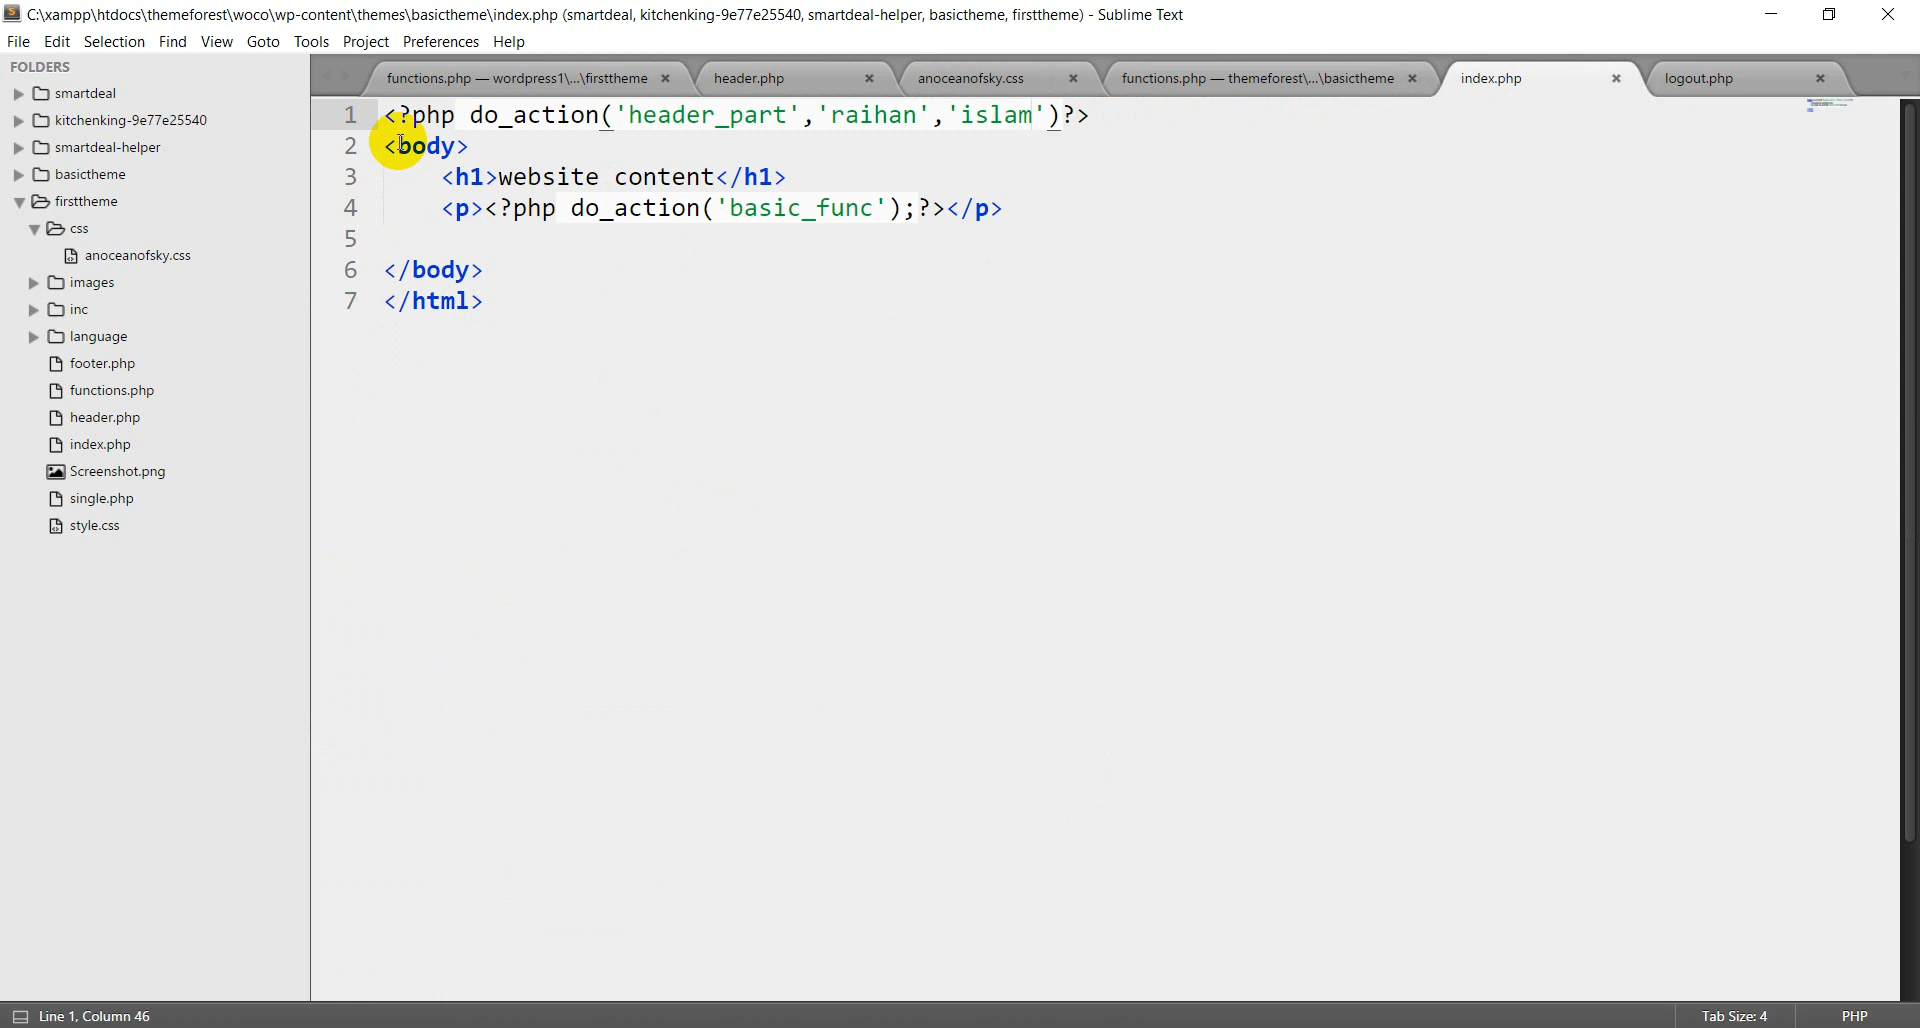 C:\xampp\htdocs\themeforest\woco\wp-content\themes\basictheme\index.php (smartdeal, kitchenking-9e77e25540, smartdeal-helper, basictheme, firsttheme) - Sublime Text
File Edit Selection Find View Goto Tools Project Preferences Help
FOLDERS
smartdeal
kitchenking-9e77e25540
smartdeal-helper
basictheme
firsttheme
css
anoceanofsky.css
images
inc
language
footer.php
functions.php
header.php
index.php
Screenshot.png
single.php
style.css
functions.php — wordpress1\...\firsttheme × header.php × anoceanofsky.css × functions.php — themeforest\...\basictheme × index.php × logout.php ×
1 <?php do_action('header_part','raihan','islam')?>
2 <body>
3 <h1>website content</h1>
4 <p><?php do_action('basic_func');?></p>
5
6 </body>
7 </html>
Line 1, Column 46 Tab Size: 4 PHP